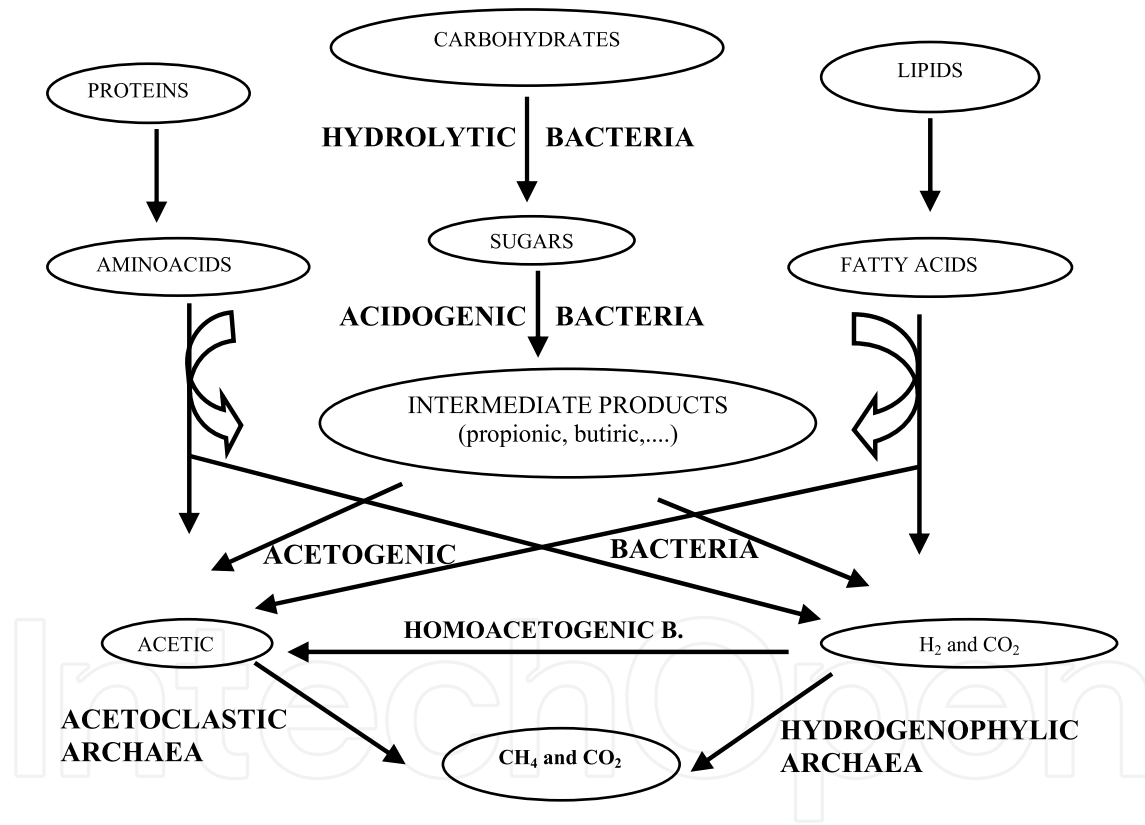 CARBOHYDRATES
PROTEINS
LIPIDS
HYDROLYTIC BACTERIA
AMINOACIDS
SUGARS
FATTY ACIDS
ACIDOGENIC BACTERIA
INTERMEDIATE PRODUCTS
(propionic, butiric,....)
ACETOGENIC BACTERIA
HOMOACETOGENIC B.
ACETIC
H₂ and CO₂
ACETOCLASTIC
ARCHAEA
HYDROGENOPHYLIC
ARCHAEA
CH₄ and CO₂
IntechOpen